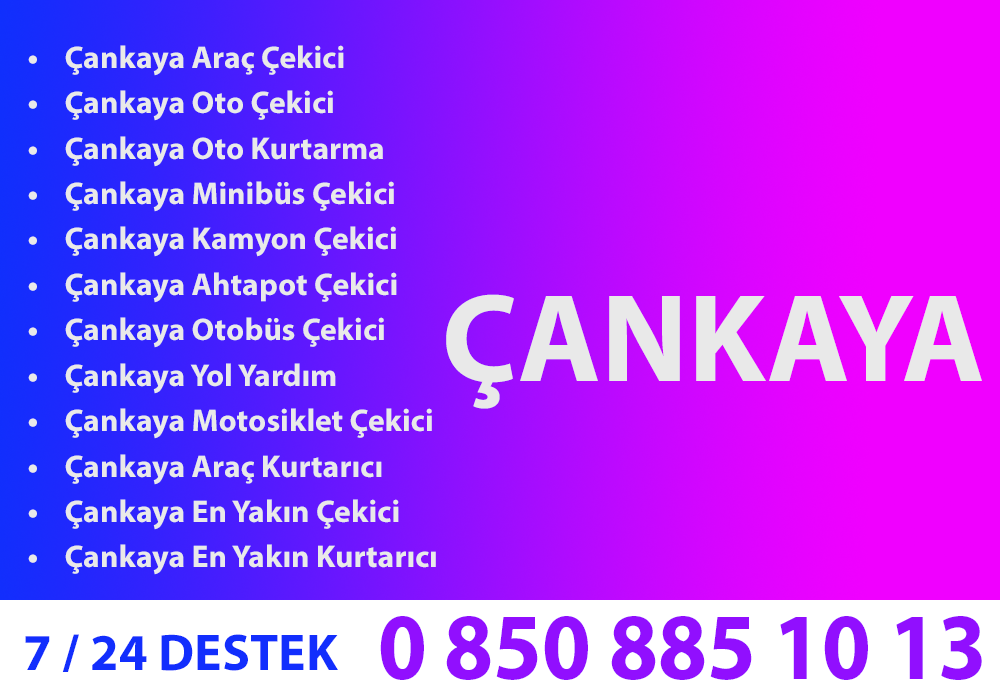 • Çankaya Araç Çekici
• Çankaya Oto Çekici
• Çankaya Oto Kurtarma
• Çankaya Minibüs Çekici
• Çankaya Kamyon Çekici
• Çankaya Ahtapot Çekici
• Çankaya Otobüs Çekici
• Çankaya Yol Yardım
• Çankaya Motosiklet Çekici
• Çankaya Araç Kurtarıcı
• Çankaya En Yakın Çekici
• Çankaya En Yakın Kurtarıcı
ÇANKAYA
7 / 24 DESTEK 0 850 885 10 13